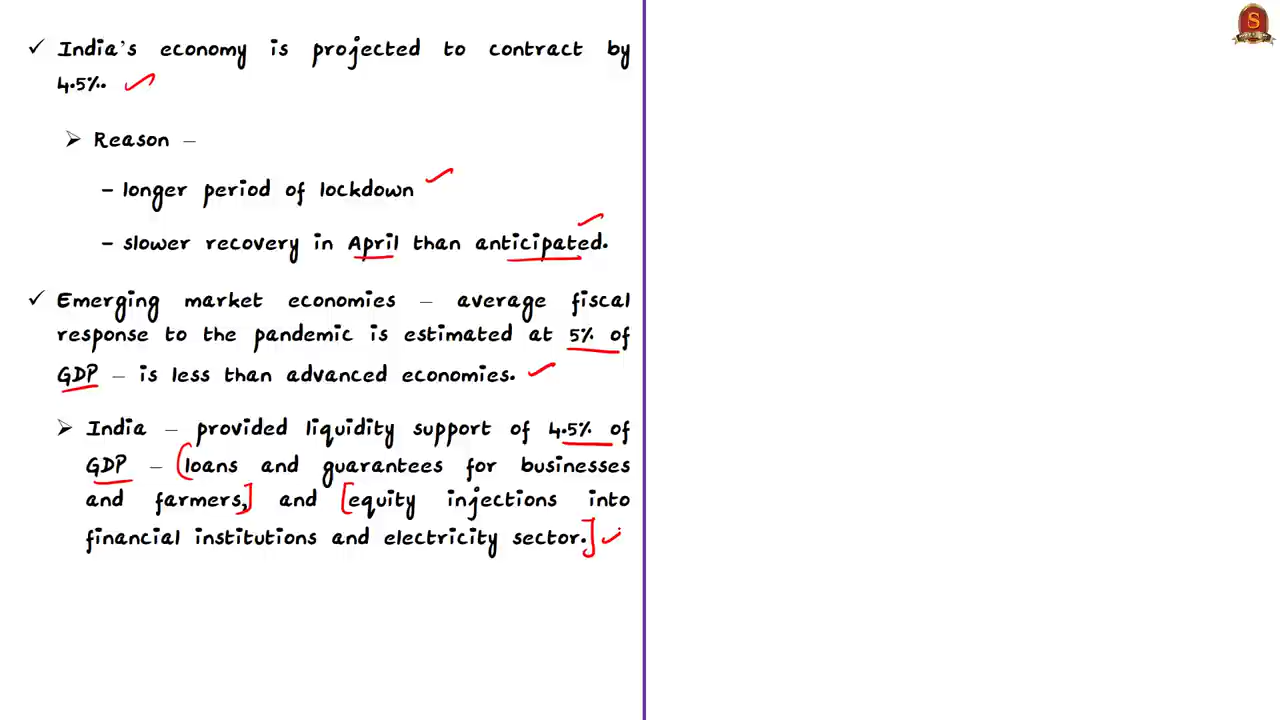 ✓ India's economy is projected to contract by
4.5%.
➢ Reason –
- longer period of lockdown
- slower recovery in April than anticipated.
✓ Emerging market economies – average fiscal
response to the pandemic is estimated at 5% of
GDP – is less than advanced economies.
➢ India – provided liquidity support of 4.5% of
GDP – (loans and guarantees for businesses
and farmers,] and [equity injections into
financial institutions and electricity sector.]
S